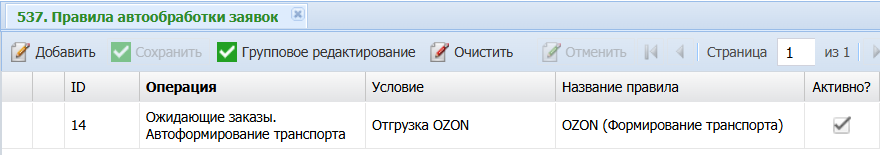 537. Правила автообработки заявок
Добавить Сохранить Групповое редактирование Очистить Отменить Страница 1 из 1
ID Операция Условие Название правила Активно?
14 Ожидающие заказы. Автоформирование транспорта Отгрузка OZON OZON (Формирование транспорта)